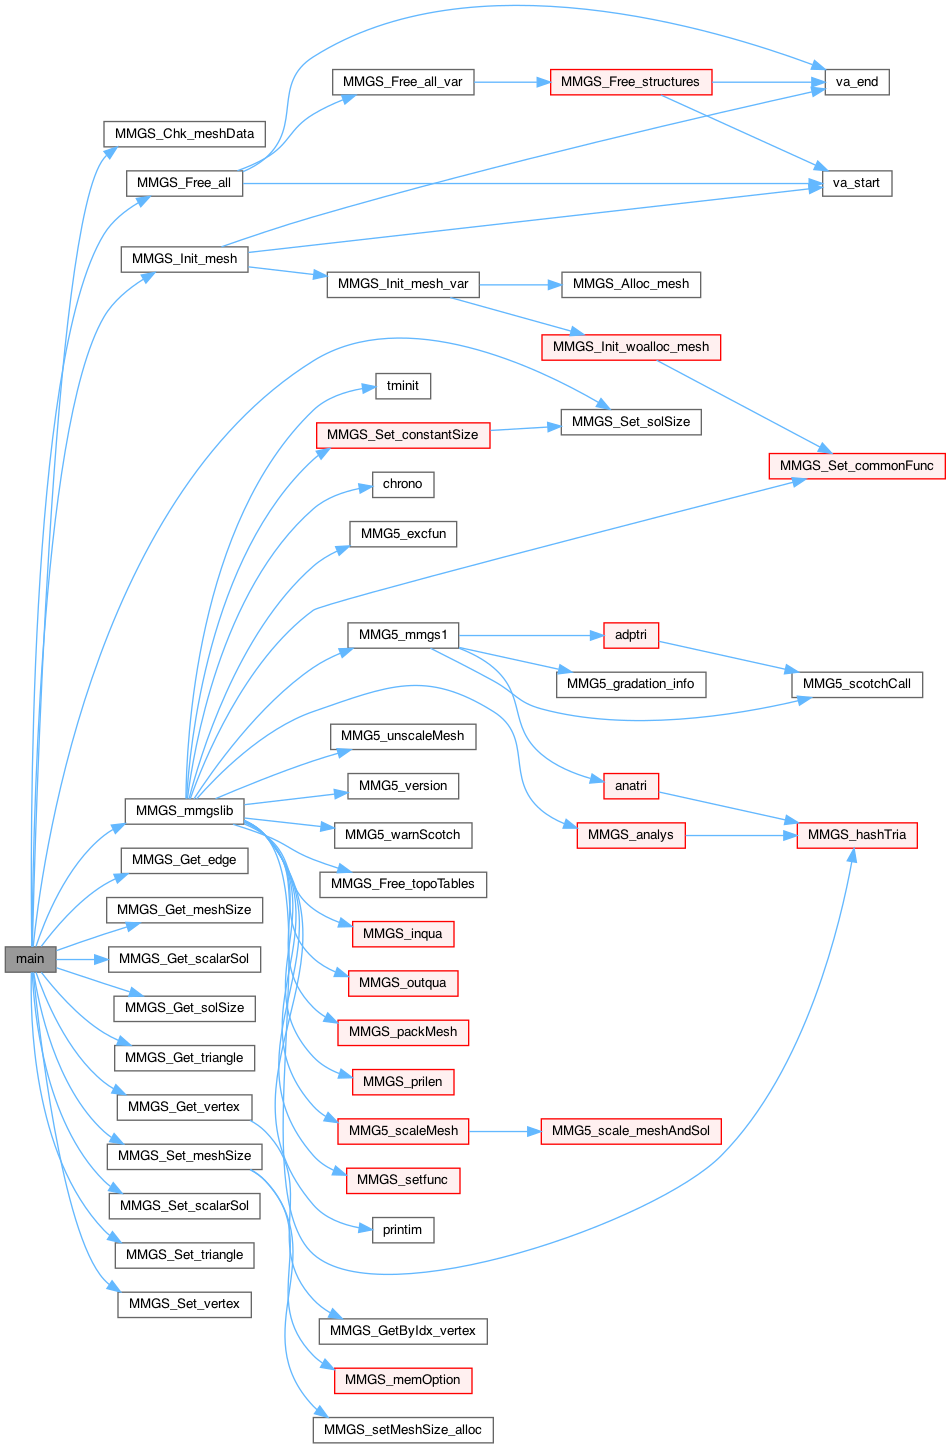 MMGS_Free_all_var
MMGS_Free_structures
va_end
MMGS_Chk_meshData
MMGS_Free_all
va_start
MMGS_Init_mesh
MMGS_Init_mesh_var
MMGS_Alloc_mesh
MMGS_Init_woalloc_mesh
tminit
MMGS_Set_solSize
MMGS_Set_constantSize
MMGS_Set_commonFunc
chrono
MMG5_excfun
MMG5_mmgs1
adptri
MMG5_gradation_info
MMG5_scotchCall
MMG5_unscaleMesh
MMG5_version
anatri
MMGS_mmgslib
MMG5_warnScotch
MMGS_analys
MMGS_hashTria
MMGS_Get_edge
MMGS_Free_topoTables
MMGS_Get_meshSize
MMGS_inqua
main
MMGS_Get_scalarSol
MMGS_outqua
MMGS_Get_solSize
MMGS_packMesh
MMGS_Get_triangle
MMGS_prilen
MMGS_Get_vertex
MMG5_scaleMesh
MMG5_scale_meshAndSol
MMGS_Set_meshSize
MMGS_setfunc
MMGS_Set_scalarSol
printim
MMGS_Set_triangle
MMGS_Set_vertex
MMGS_GetByIdx_vertex
MMGS_memOption
MMGS_setMeshSize_alloc